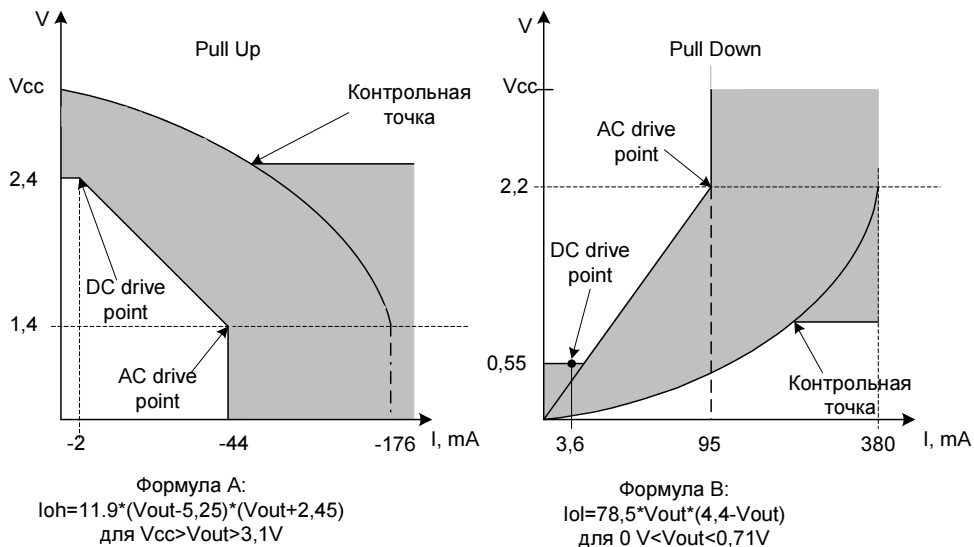 V
Pull Up
Vcc
Контрольная
точка
2,4
DC drive
point
1,4
AC drive
point
-2
-44
-176
I, mA
Формула А:
Ioh=11.9*(Vout-5,25)*(Vout+2,45)
для Vcc>Vout>3,1V
V
Pull Down
Vcc
AC drive
point
2,2
DC drive
point
0,55
Контрольная
точка
3,6
95
380
I, mA
Формула В:
Iol=78,5*Vout*(4,4-Vout)
для 0 V<Vout<0,71V